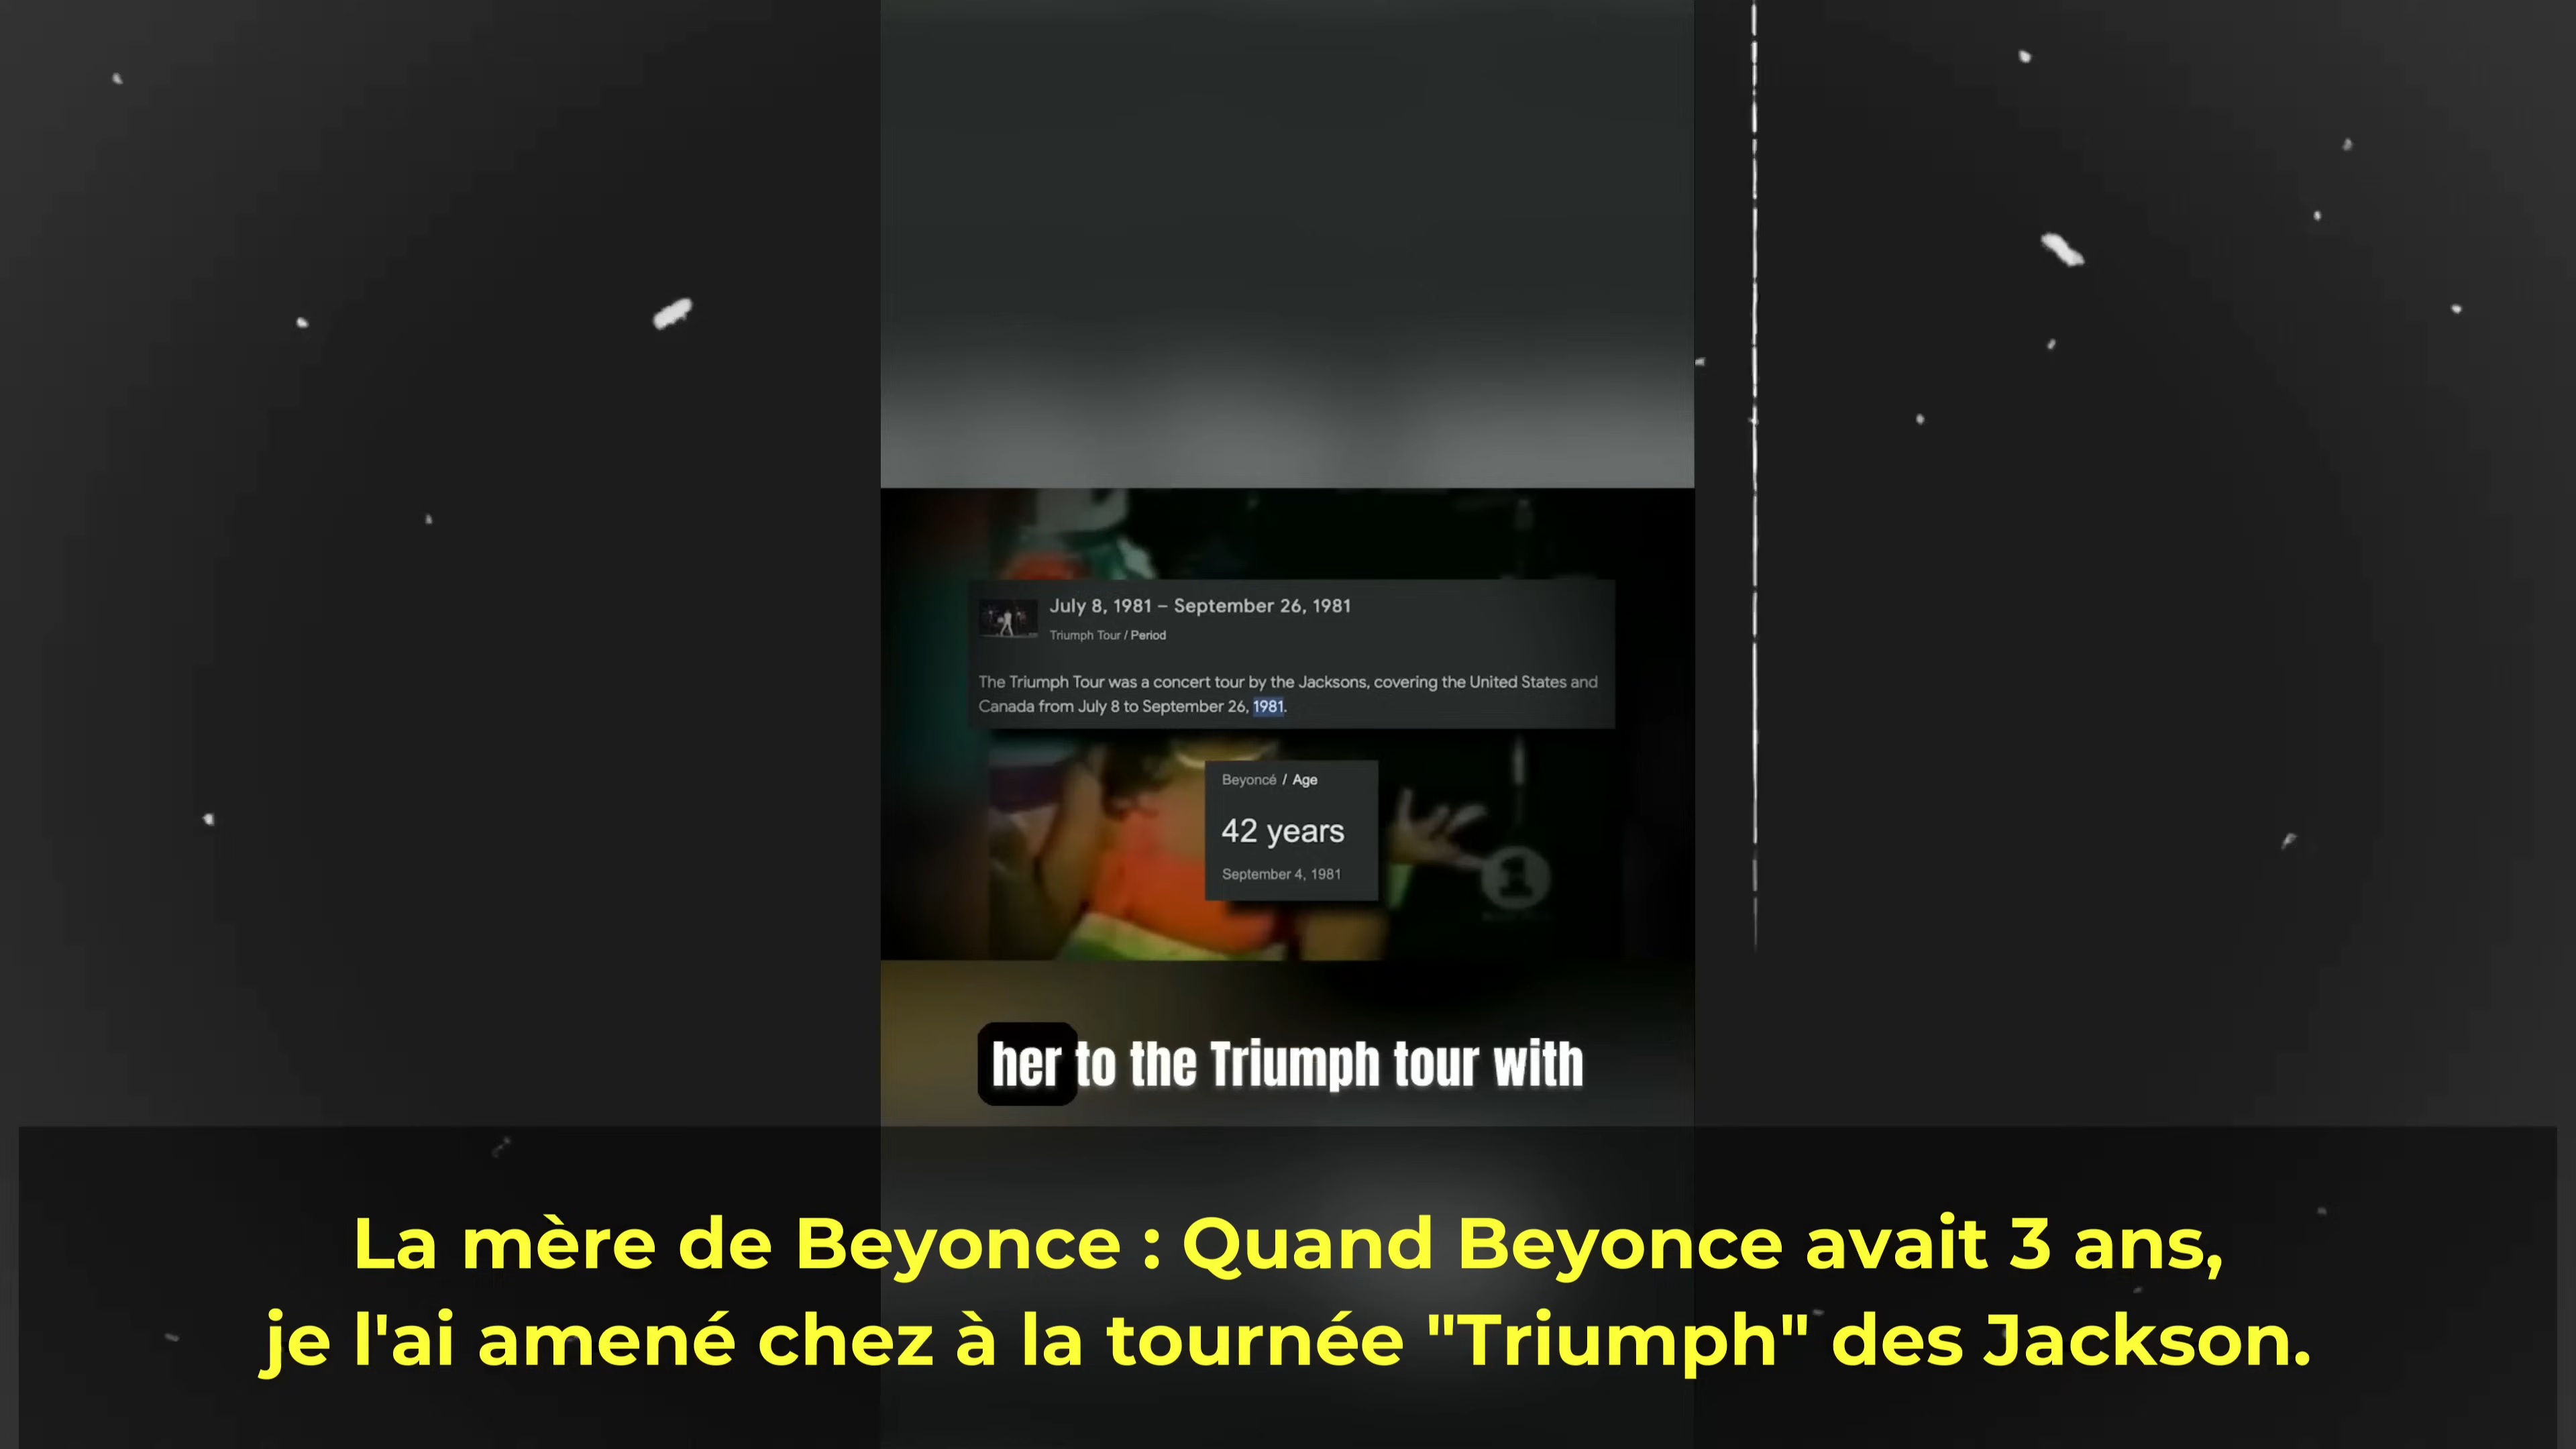 July 8, 1981 – September 26, 1981
Triumph Tour / Period
The Triumph Tour was a concert tour by the Jacksons, covering the United States and
Canada from July 8 to September 26, 1981.
Beyoncé / Age
42 years
September 4, 1981
1
her to the Triumph tour with
La mère de Beyonce : Quand Beyonce avait 3 ans,
je l'ai amené chez à la tournée "Triumph" des Jackson.